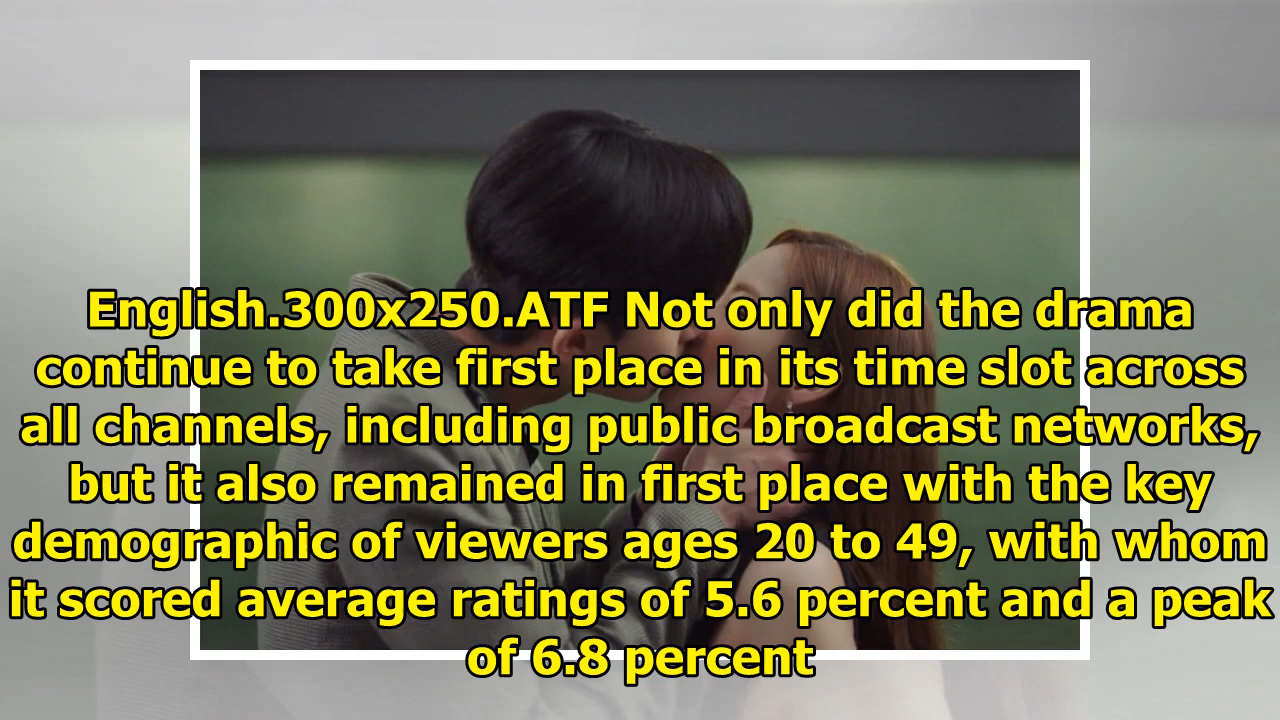 English.300x250.ATF Not only did the drama
continue to take first place in its time slot across
all channels, including public broadcast networks,
but it also remained in first place with the key
demographic of viewers ages 20 to 49, with whom
it scored average ratings of 5.6 percent and a peak
of 6.8 percent